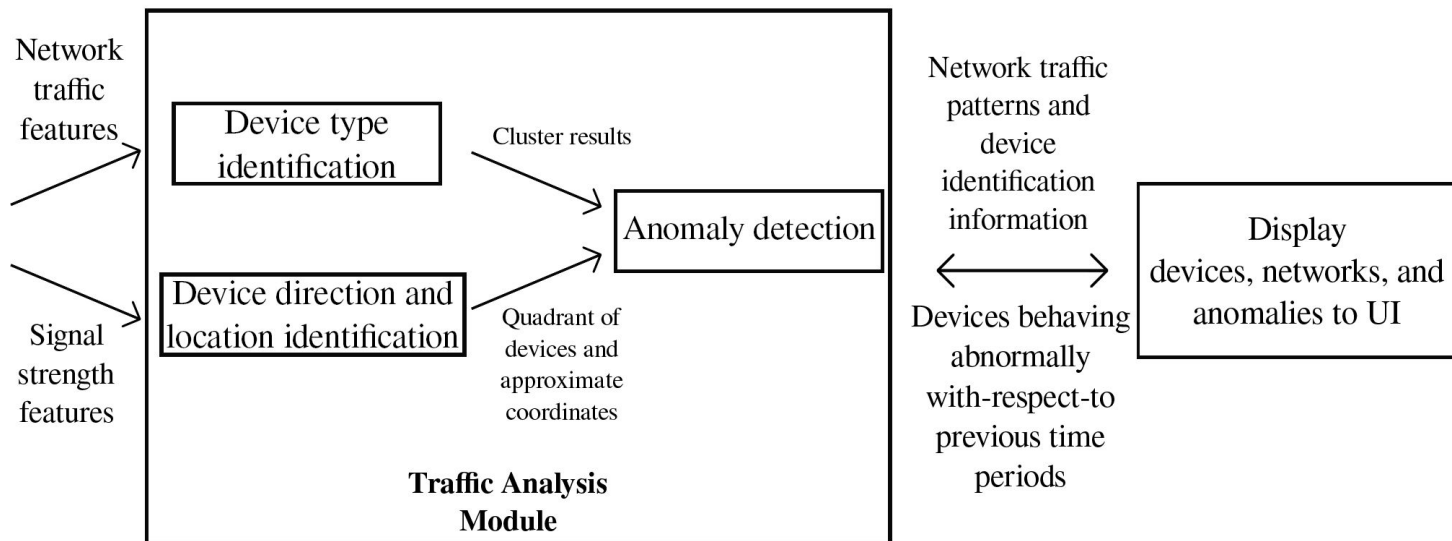 Network
traffic
features
Signal
strength
features
Device type
identification
Device direction and
location identification
Cluster results
Quadrant of
devices and
approximate
coordinates
Anomaly detection
Traffic Analysis
Module
Network traffic
patterns and
device
identification
information
Devices behaving
abnormally
with-respect-to
previous time
periods
Display
devices, networks, and
anomalies to UI